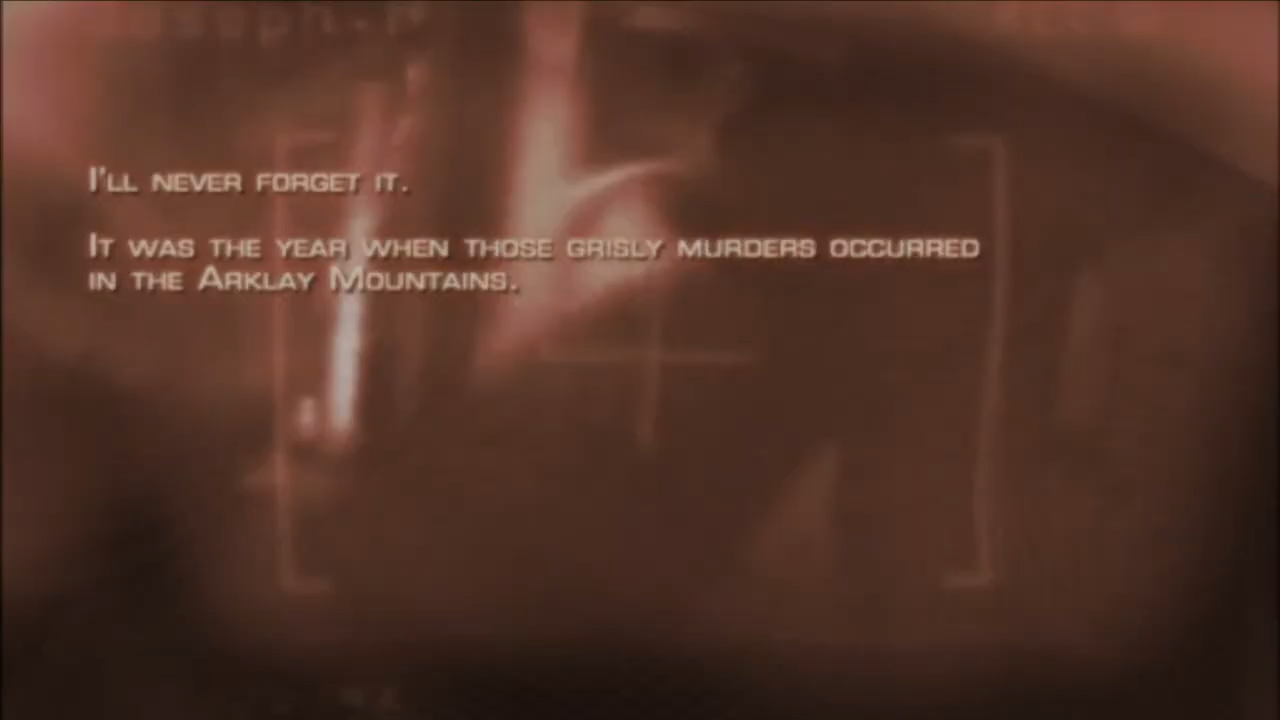 I'll never forget it.
It was the year when those grisly murders occurred
in the Arklay Mountains.